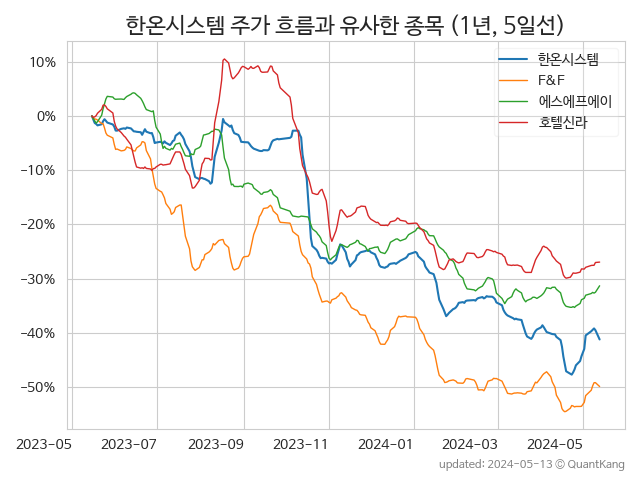 한온시스템 주가 흐름과 유사한 종목 (1년, 5일선)
한온시스템
F&F
에스에프에이
호텔신라
10%
0%
−10%
−20%
−30%
−40%
−50%
2023-05
2023-07
2023-09
2023-11
2024-01
2024-03
2024-05
updated: 2024-05-13 © QuantKang